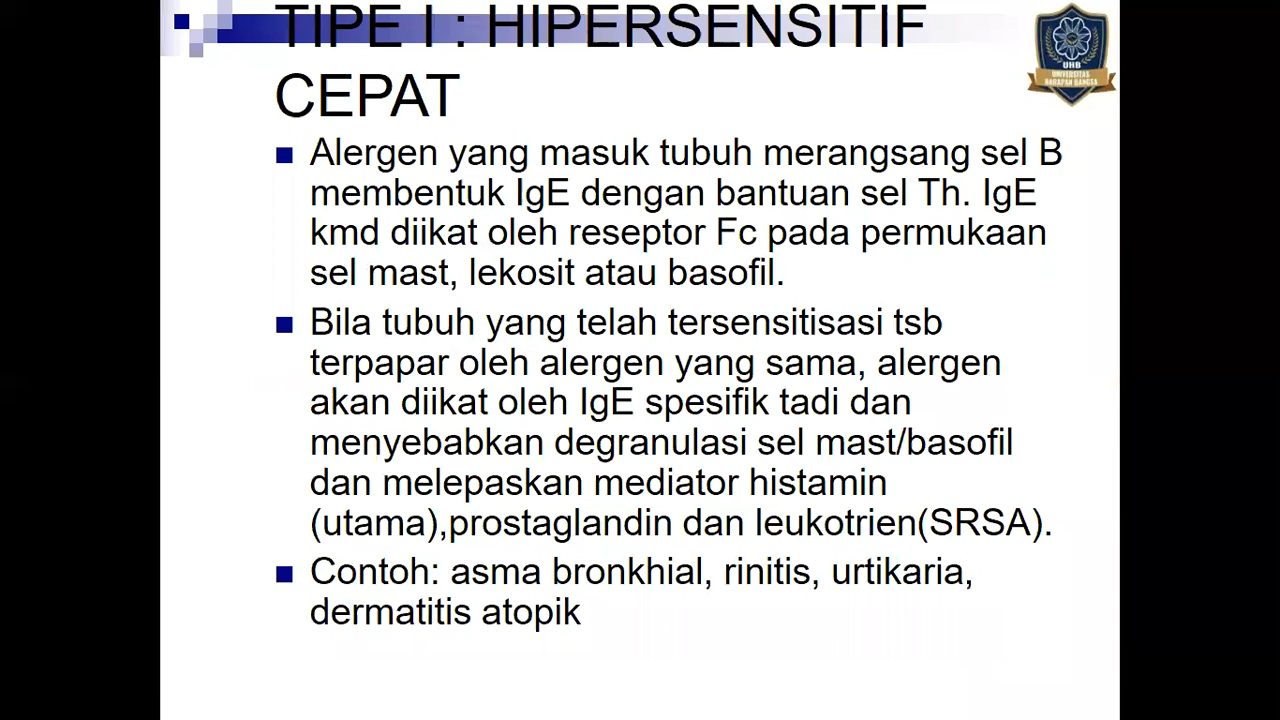 TIPE I : HIPERSENSITIF
CEPAT
UHB
UNIVERSITAS
HARAPAN BANGSA
Alergen yang masuk tubuh merangsang sel B
membentuk IgE dengan bantuan sel Th. IgE
kmd diikat oleh reseptor Fc pada permukaan
sel mast, lekosit atau basofil.
Bila tubuh yang telah tersensitisasi tsb
terpapar oleh alergen yang sama, alergen
akan diikat oleh IgE spesifik tadi dan
menyebabkan degranulasi sel mast/basofil
dan melepaskan mediator histamin
(utama),prostaglandin dan leukotrien(SRSA).
Contoh: asma bronkhial, rinitis, urtikaria,
dermatitis atopik